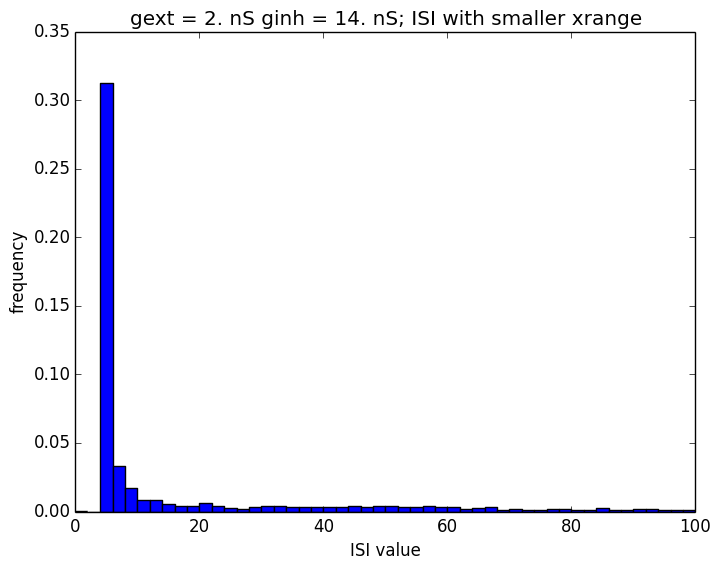 gext = 2. nS ginh = 14. nS; ISI with smaller xrange
0.35
0.30
0.25
0.20
0.15
0.10
0.05
0.00
frequency
0 20 40 60 80 100
ISI value